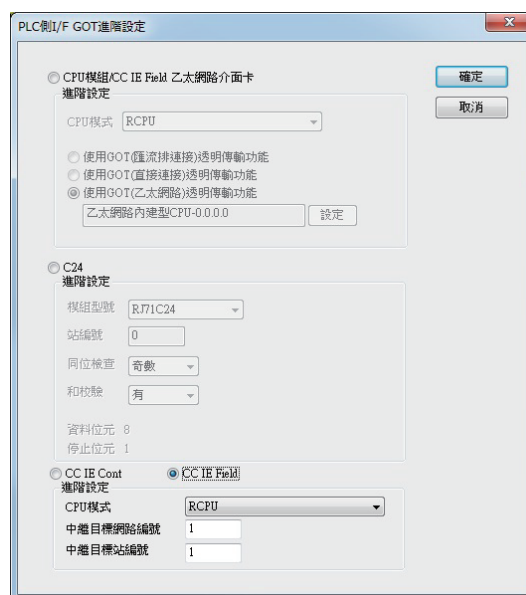 PLC側I/F GOT進階設定
CPU模組/CC IE Field 乙太網路介面卡
確定
進階設定
取消
CPU模式 RCPU
使用GOT(匯流排連接)透明傳輸功能
使用GOT(直接連接)透明傳輸功能
使用GOT(乙太網路)透明傳輸功能
乙太網路內建型CPU-0.0.0.0 設定
C24
進階設定
模組型號 RJ71C24
站編號 0
同位檢查 奇數
和校驗 有
資料位元 8
停止位元 1
CC IE Cont CC IE Field
進階設定
CPU模式 RCPU
中繼目標網路編號 1
中繼目標站編號 1